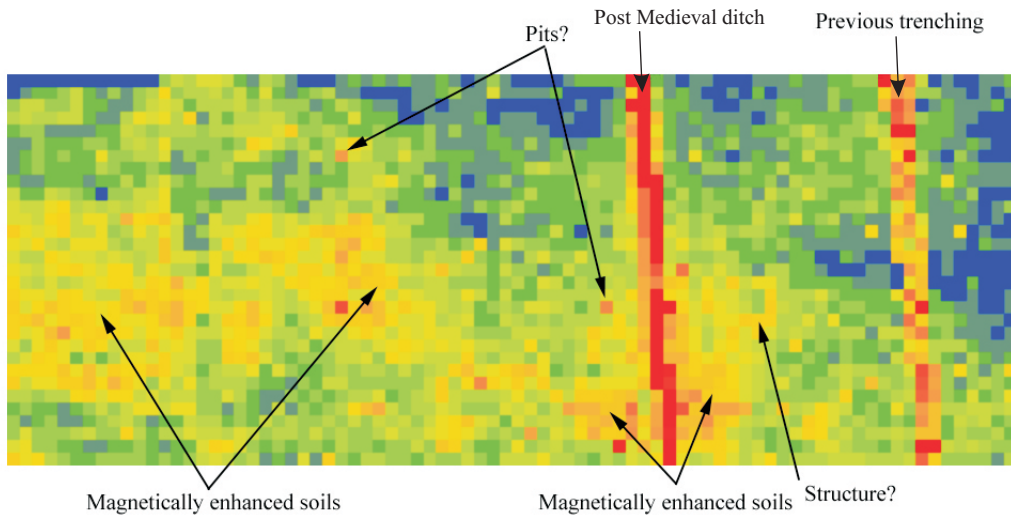 Post Medieval ditch
Previous trenching
Pits?
Magnetically enhanced soils
Magnetically enhanced soils
Structure?